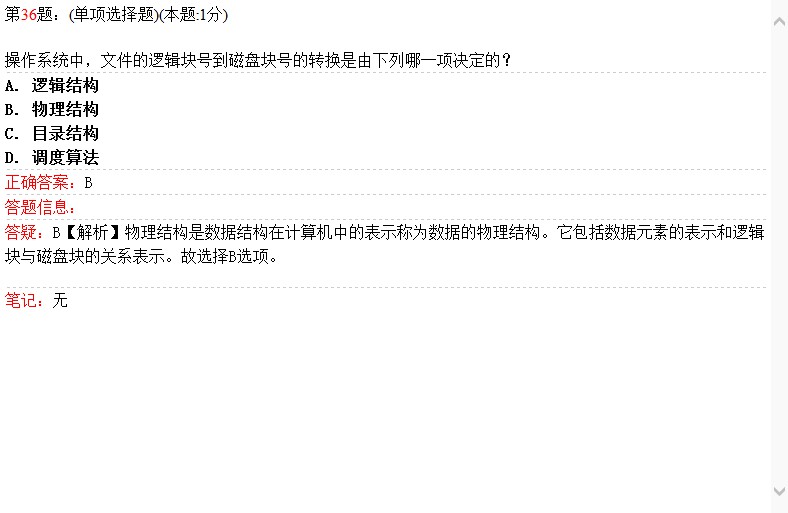 第36题：(单项选择题)(本题:1分)
操作系统中，文件的逻辑块号到磁盘块号的转换是由下列哪一项决定的？
A. 逻辑结构
B. 物理结构
C. 目录结构
D. 调度算法
正确答案：B
答题信息：
答疑：B【解析】物理结构是数据结构在计算机中的表示称为数据的物理结构。它包括数据元素的表示和逻辑
块与磁盘块的关系表示。故选择B选项。
笔记：无